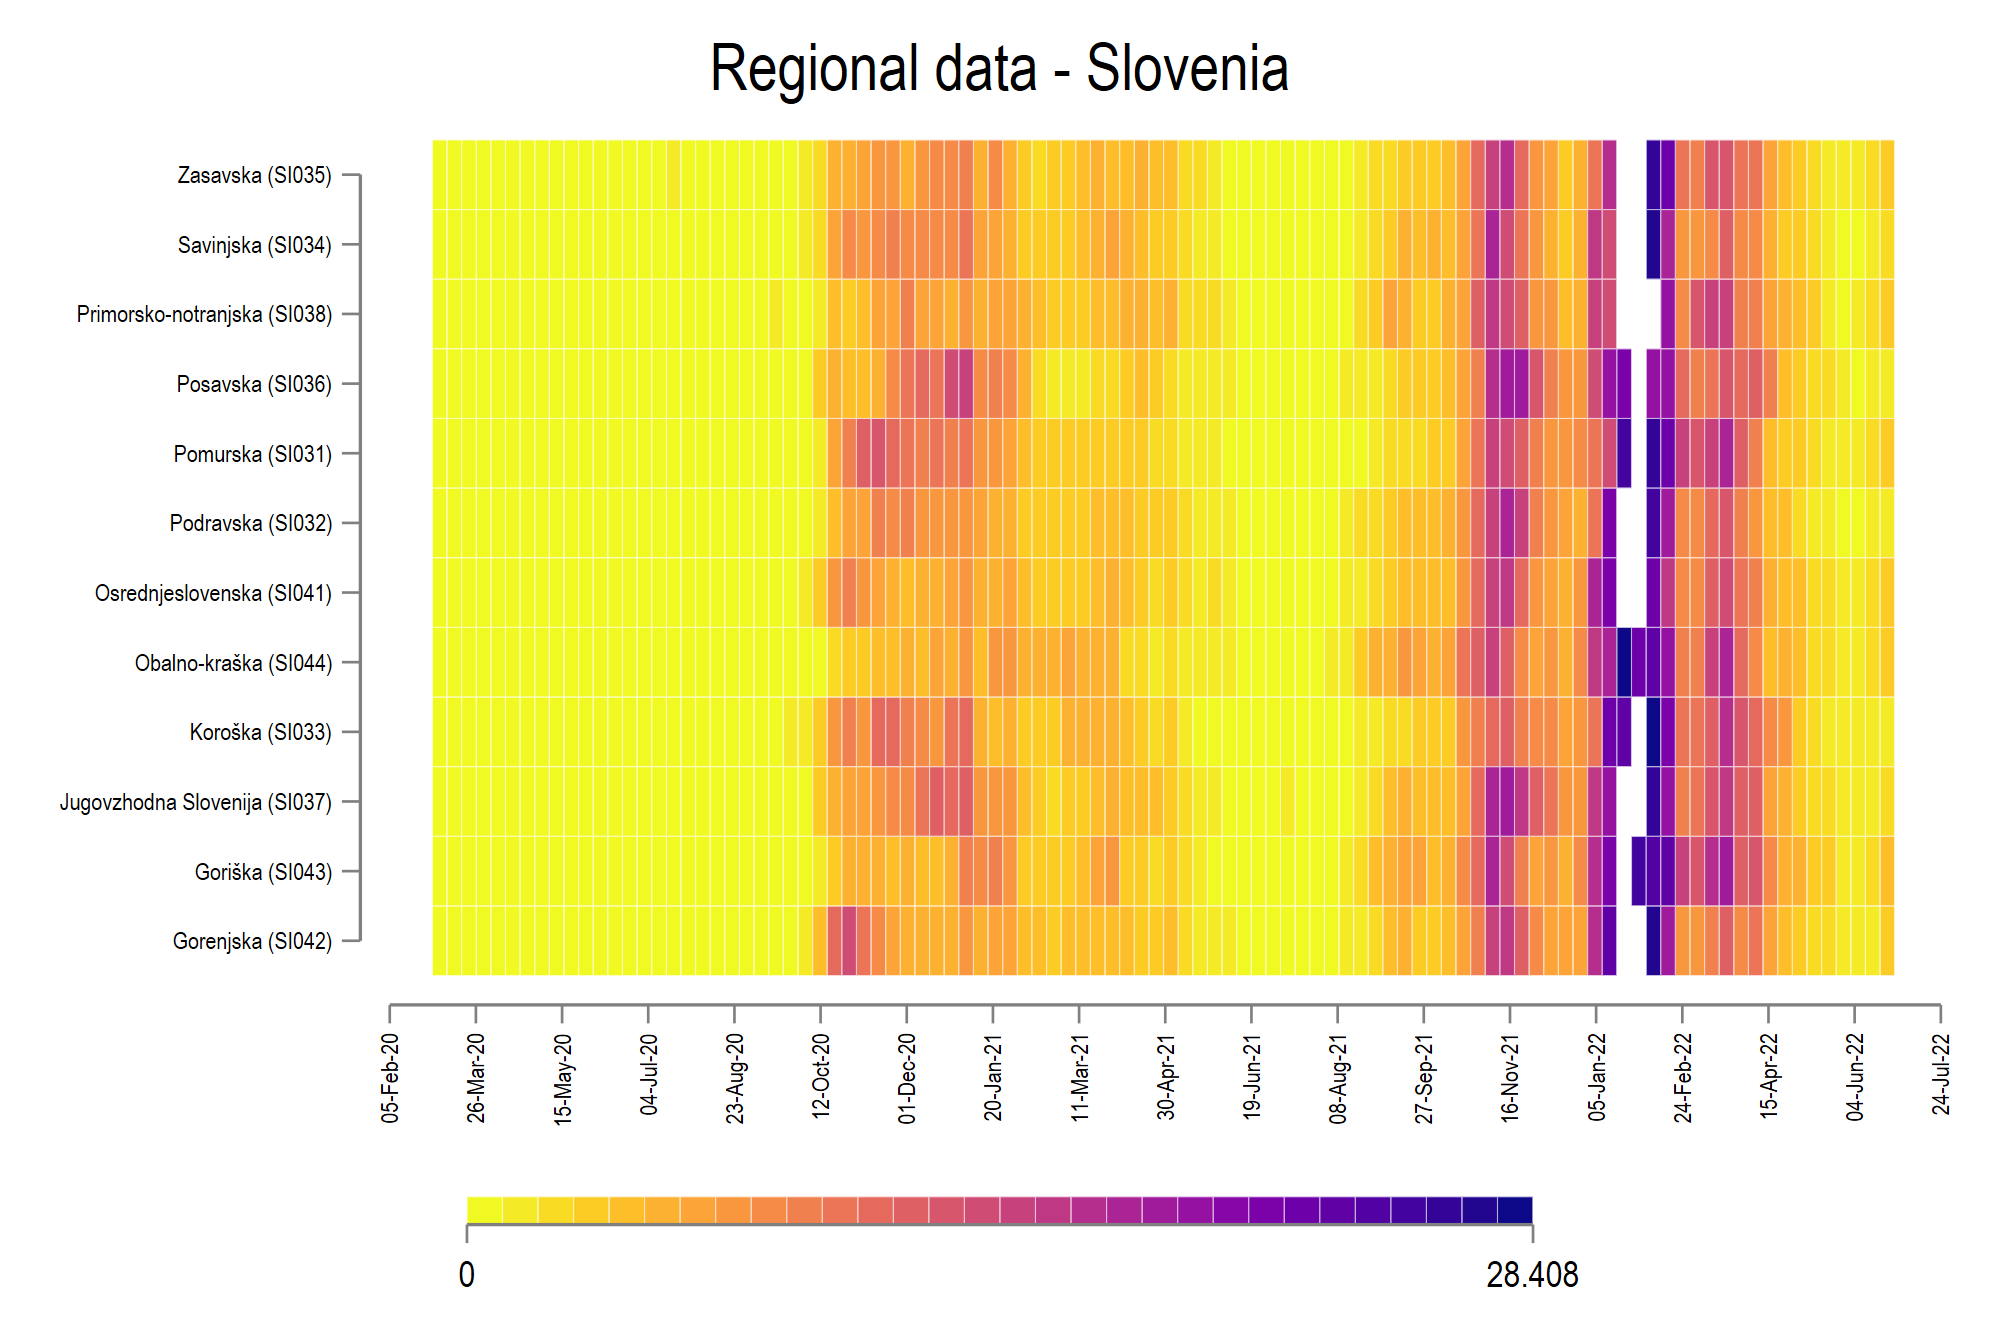 Regional data - Slovenia
Zasavska (SI035)
Savinjska (SI034)
Primorsko-notranjska (SI038)
Posavska (SI036)
Pomurska (SI031)
Podravska (SI032)
Osrednjeslovenska (SI041)
Obalno-kraška (SI044)
Koroška (SI033)
Jugovzhodna Slovenija (SI037)
Goriška (SI043)
Gorenjska (SI042)
05-Feb-20
26-Mar-20
15-May-20
04-Jul-20
23-Aug-20
12-Oct-20
01-Dec-20
20-Jan-21
11-Mar-21
30-Apr-21
19-Jun-21
08-Aug-21
27-Sep-21
16-Nov-21
05-Jan-22
24-Feb-22
15-Apr-22
04-Jun-22
24-Jul-22
0
28.408